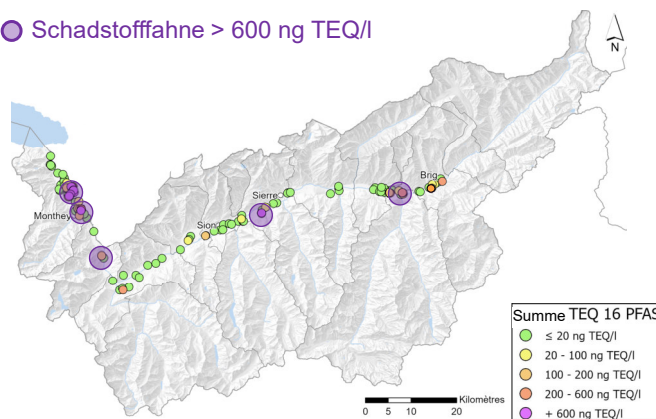 Schadstofffahne > 600 ng TEQ/l
N
Brig
Sierre
Monthey
Sion
Kilomètres
0 5 10 20
Summe TEQ 16 PFAS
≤ 20 ng TEQ/l
20 - 100 ng TEQ/l
100 - 200 ng TEQ/l
200 - 600 ng TEQ/l
+ 600 ng TEQ/l